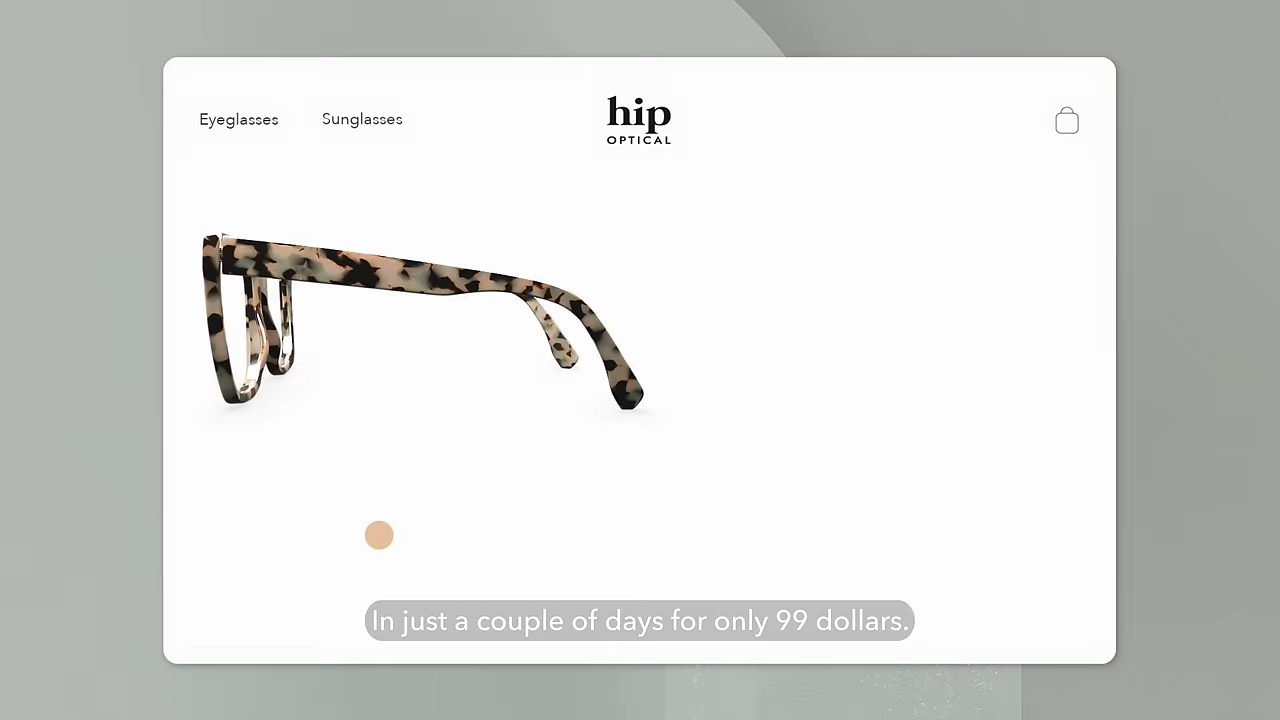 Eyeglasses
Sunglasses
hip
OPTICAL
In just a couple of days for only 99 dollars.